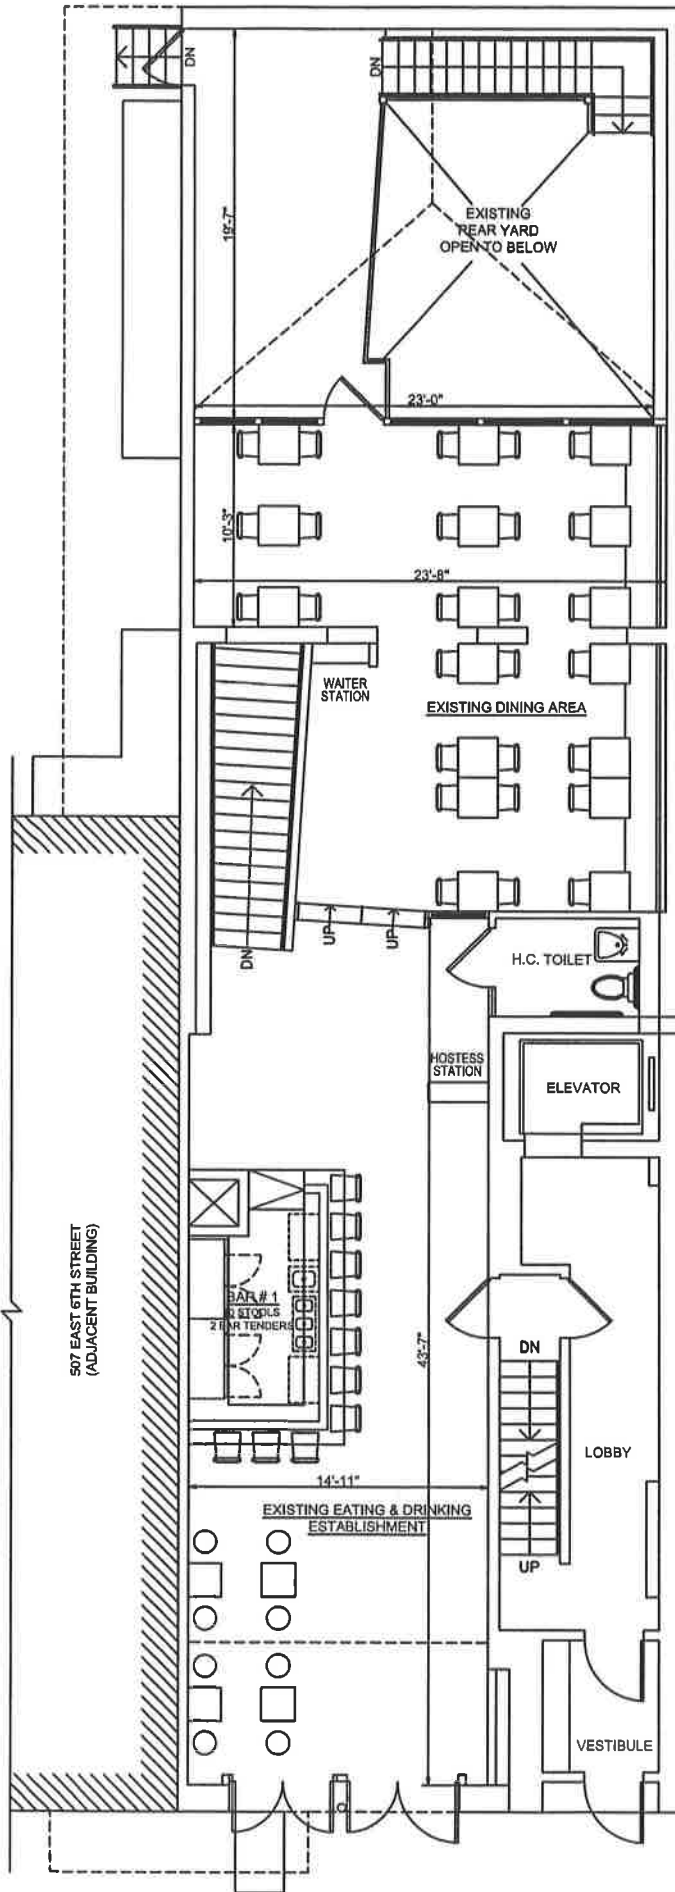 DN
DN
19'-7"
EXISTING
REAR YARD
OPEN TO BELOW
23'-0"
10'-3"
23'-8"
WAITER
STATION
EXISTING DINING AREA
UP
UP
DN
H.C. TOILET
HOSTESS
STATION
ELEVATOR
507 EAST 6TH STREET
(ADJACENT BUILDING)
BAR # 1
STOOLS
2 BAR TENDERS
43'-7"
DN
LOBBY
14'-11"
EXISTING EATING & DRINKING
ESTABLISHMENT
UP
VESTIBULE